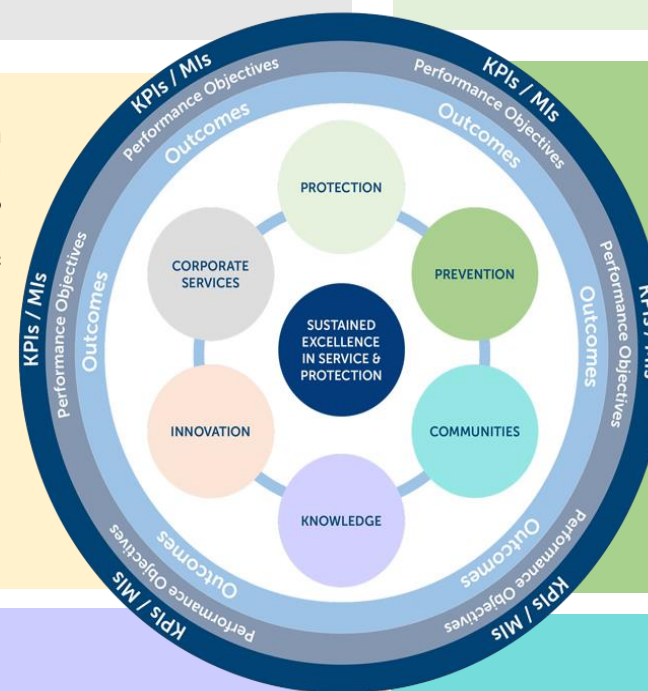 KPIs / MIs
Performance Objectives
Outcomes
KPIs / MIs
Performance Objectives
Outcomes
PROTECTION
CORPORATE
SERVICES
PREVENTION
KPIs / MIs
Performance Objectives
Outcomes
SUSTAINED
EXCELLENCE
IN SERVICE &
PROTECTION
Outcomes
Performance Objectives
KPIs / MIs
INNOVATION
COMMUNITIES
KNOWLEDGE
Outcomes
Performance Objectives
KPIs / MIs
Outcomes
Performance Objectives
KPIs / MIs